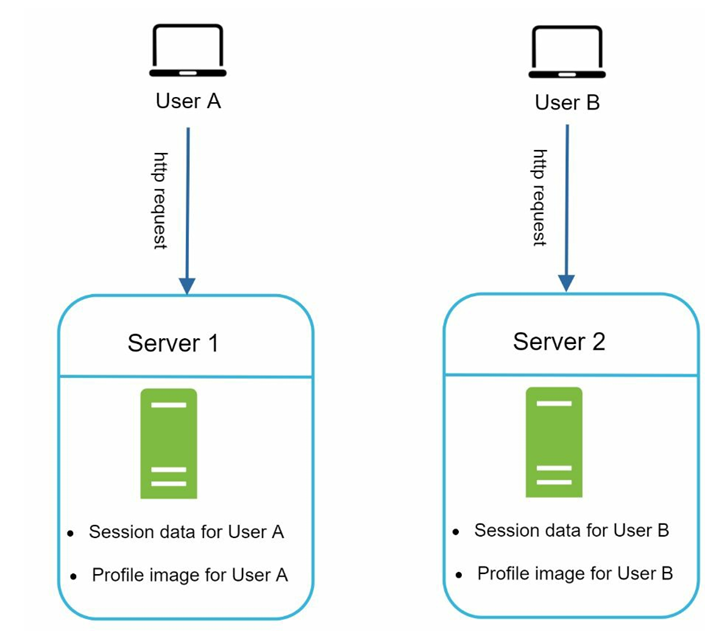 User A
User B
http request
http request
Server 1
Server 2
• Session data for User A
• Profile image for User A
• Session data for User B
• Profile image for User B